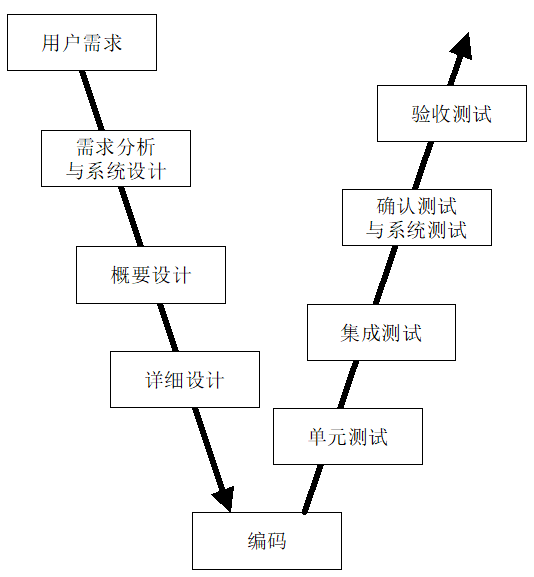 用户需求
需求分析
与系统设计
概要设计
详细设计
编码
单元测试
集成测试
确认测试
与系统测试
验收测试